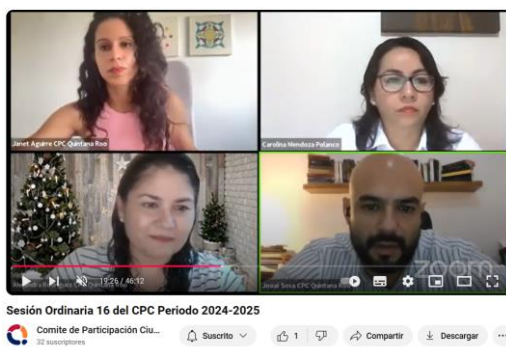 Janet Aguirre CPC Quintana Roo
Carolina Mendoza Polanco
19:26 / 46:12
Josué Sosa CPC Quintana Roo
zoom
Sesión Ordinaria 16 del CPC Periodo 2024-2025
Comite de Participación Ciu...
32 suscriptores
Suscrito
1
Compartir
Descargar